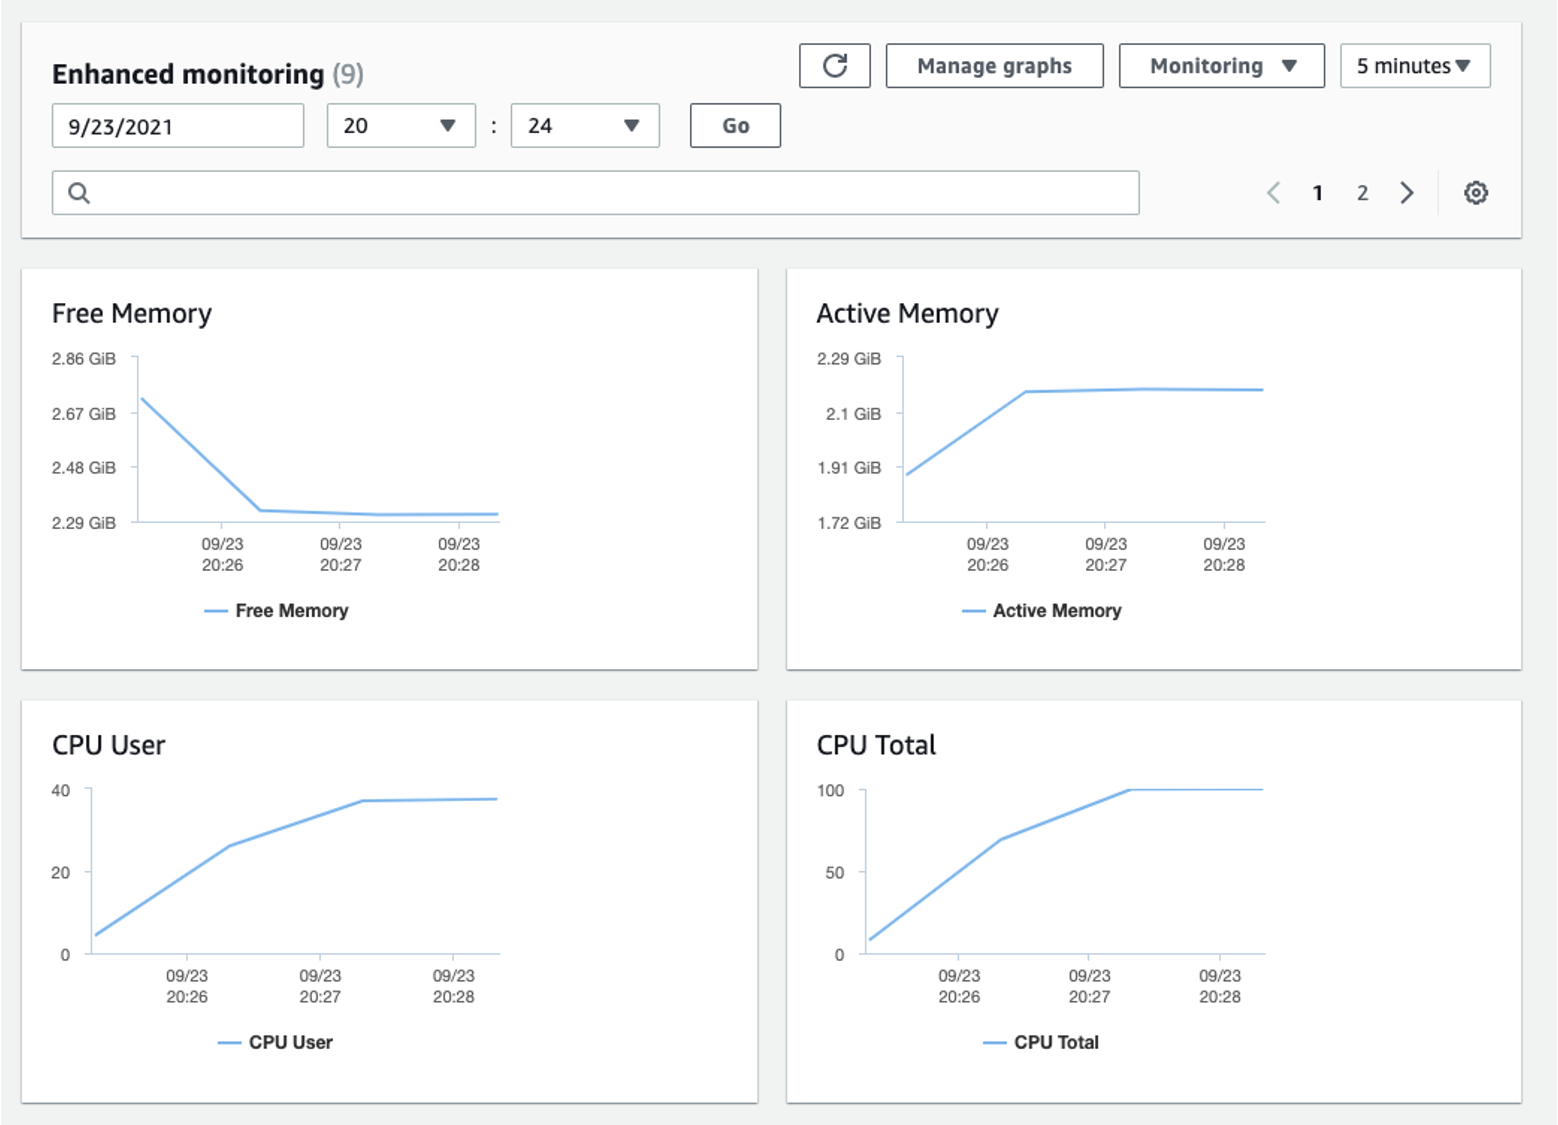 Enhanced monitoring (9)
Manage graphs
Monitoring
5 minutes
9/23/2021
20
:
24
Go
1
2
Free Memory
2.86 GiB
2.67 GiB
2.48 GiB
2.29 GiB
09/23 09/23 09/23
20:26 20:27 20:28
Free Memory
Active Memory
2.29 GiB
2.1 GiB
1.91 GiB
1.72 GiB
09/23 09/23 09/23
20:26 20:27 20:28
Active Memory
CPU User
40
20
0
09/23 09/23 09/23
20:26 20:27 20:28
CPU User
CPU Total
100
50
0
09/23 09/23 09/23
20:26 20:27 20:28
CPU Total